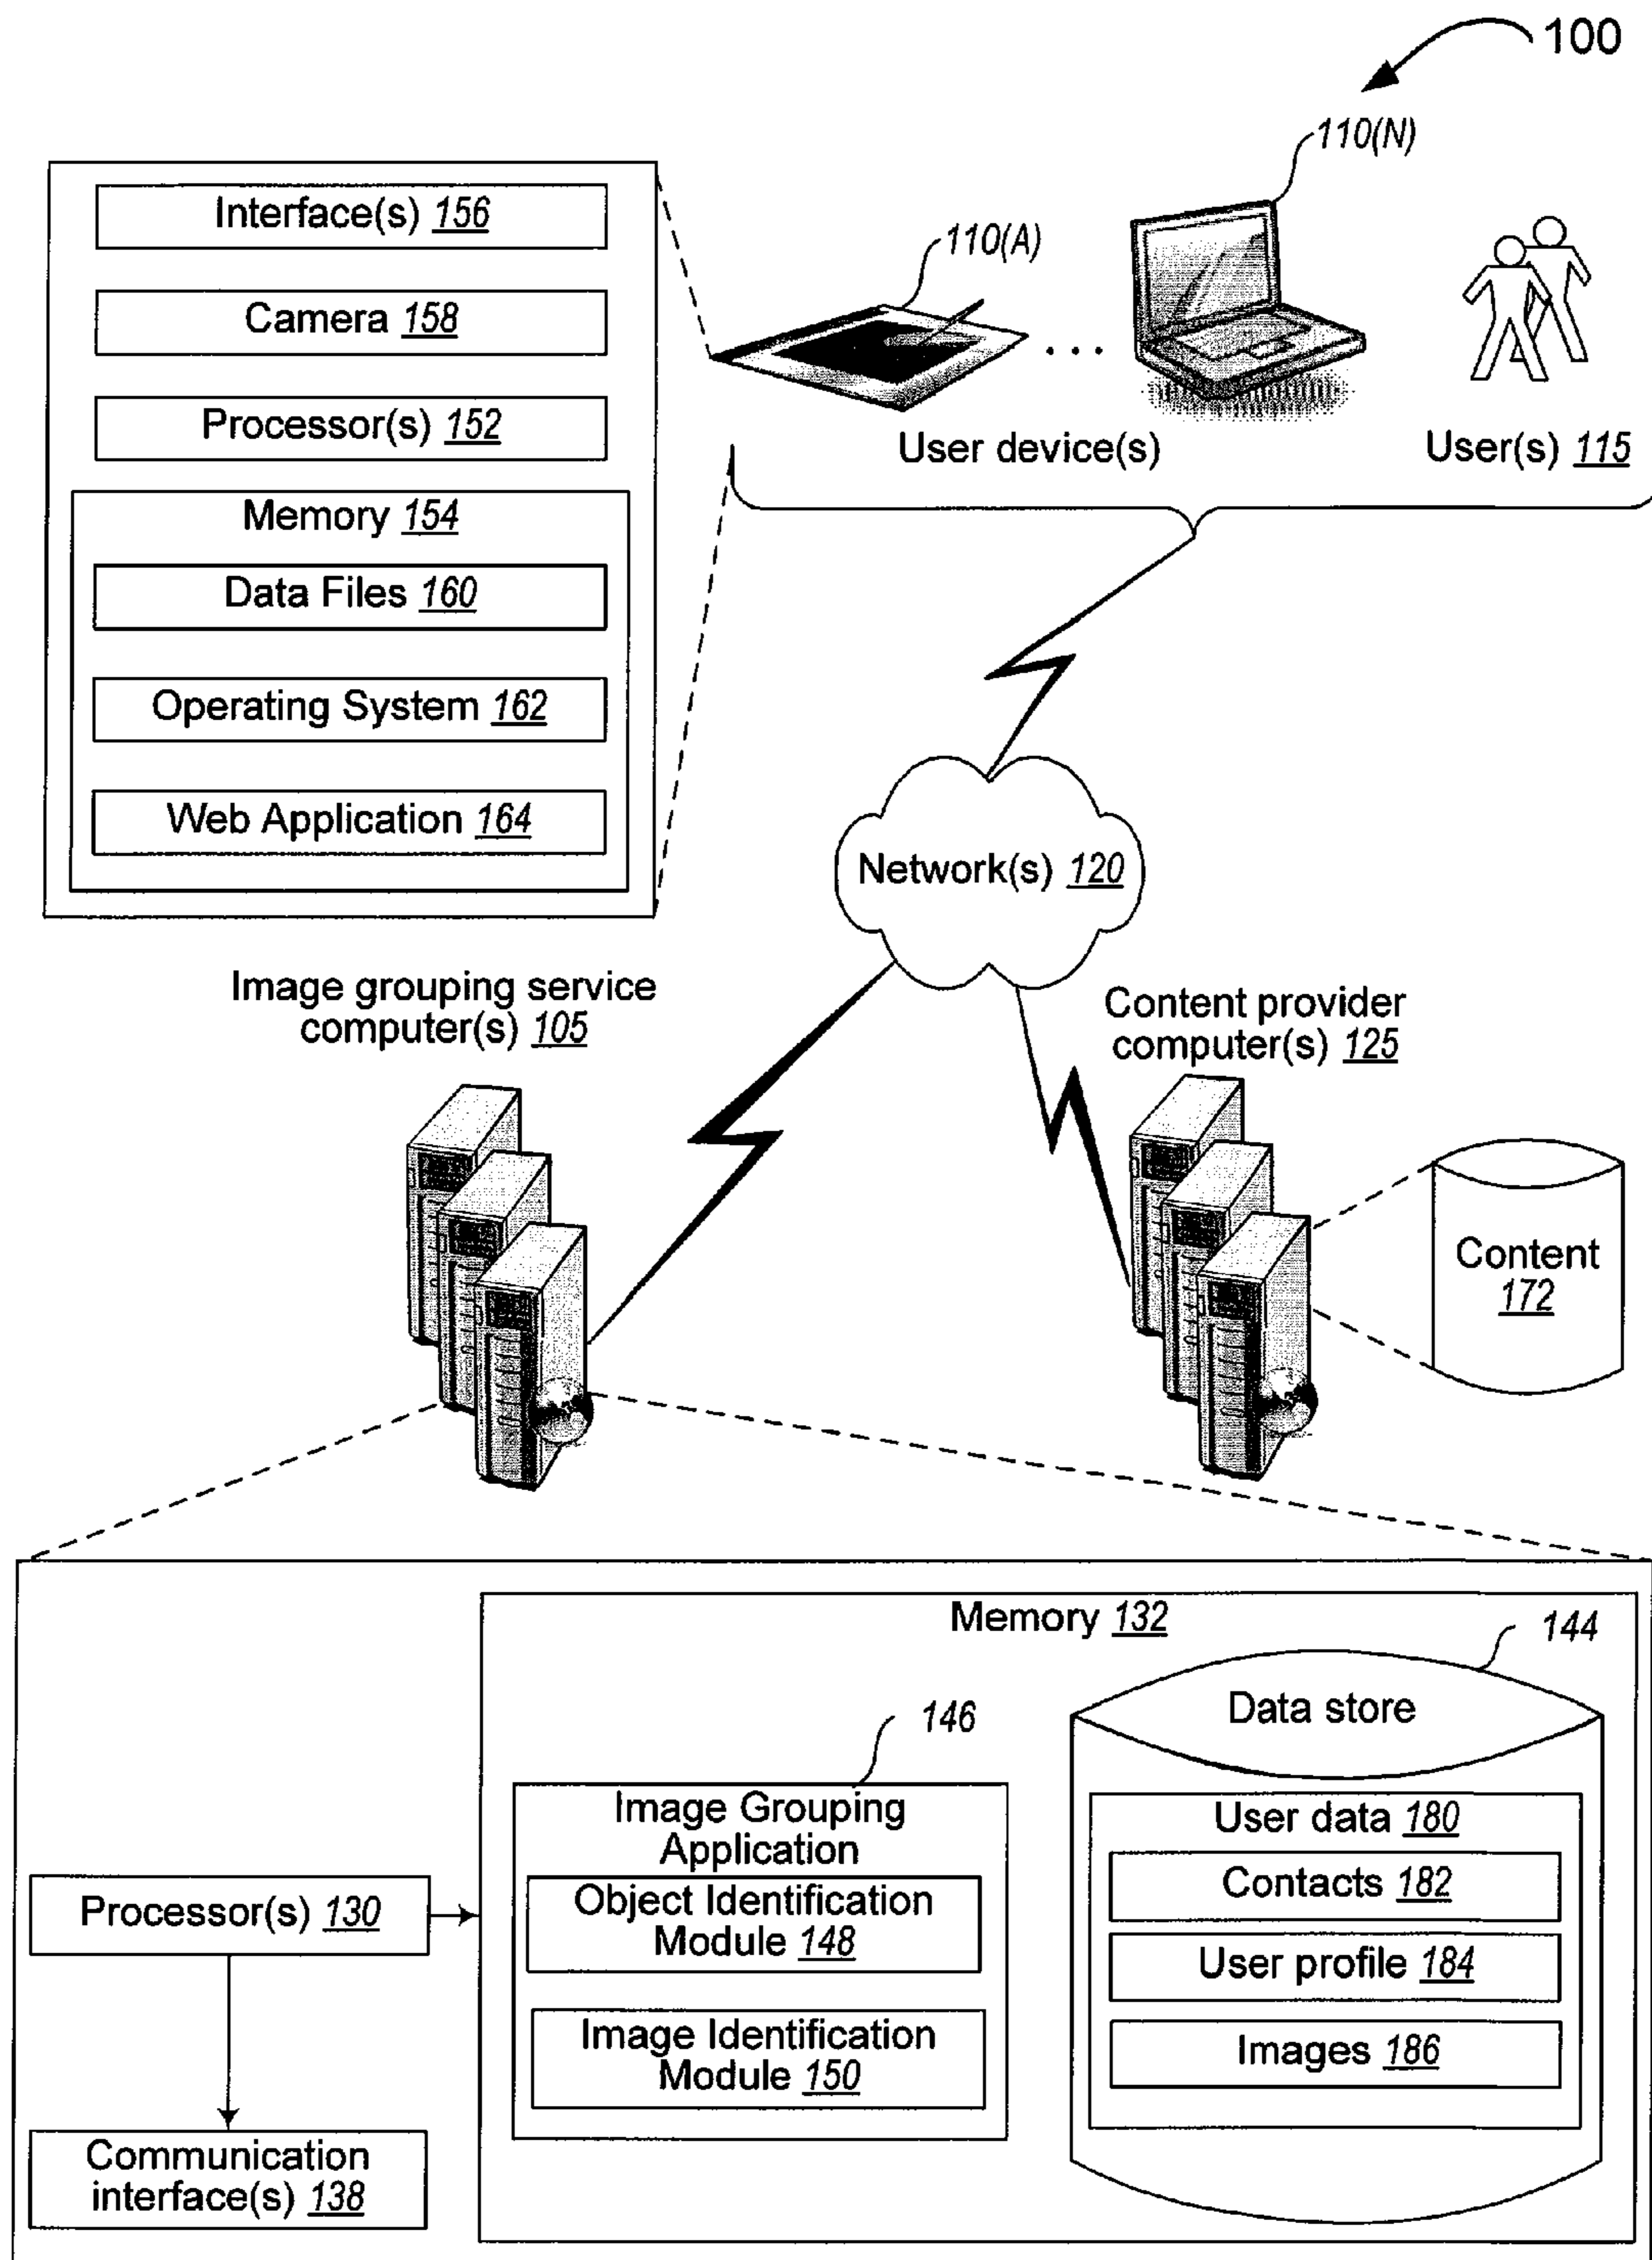 100
110(N)
Interface(s) 156
110(A)
Camera 158
Processor(s) 152
...
User device(s)
User(s) 115
Memory 154
Data Files 160
Operating System 162
Web Application 164
Network(s) 120
Image grouping service
computer(s) 105
Content provider
computer(s) 125
Content
172
Memory 132
144
Data store
146
Image Grouping
Application
Object Identification
Module 148
Image Identification
Module 150
User data 180
Contacts 182
User profile 184
Images 186
Processor(s) 130
Communication
interface(s) 138